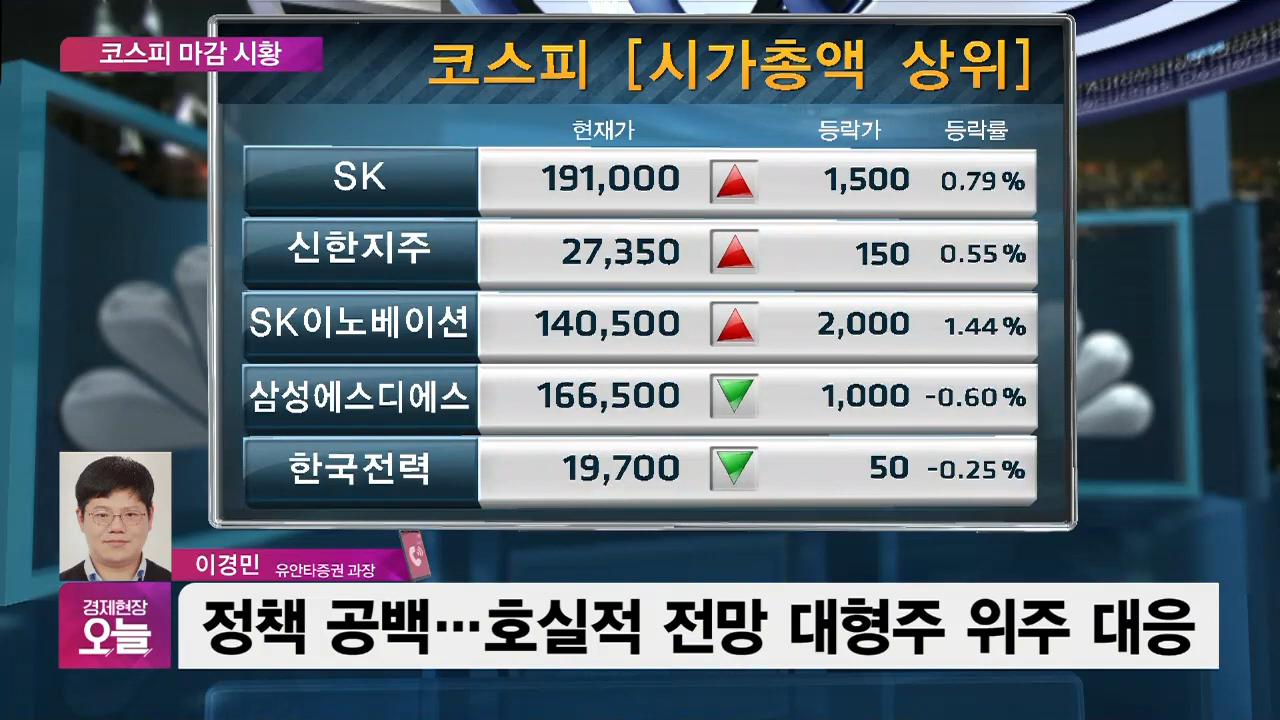 코스피 마감 시황
코스피 [시가총액 상위]
현재가 등락가 등락률
SK 191,000 1,500 0.79 %
신한지주 27,350 150 0.55 %
SK이노베이션 140,500 2,000 1.44 %
삼성에스디에스 166,500 1,000 -0.60 %
한국전력 19,700 50 -0.25 %
이경민 유안타증권 과장
경제현장
오늘
정책 공백…호실적 전망 대형주 위주 대응